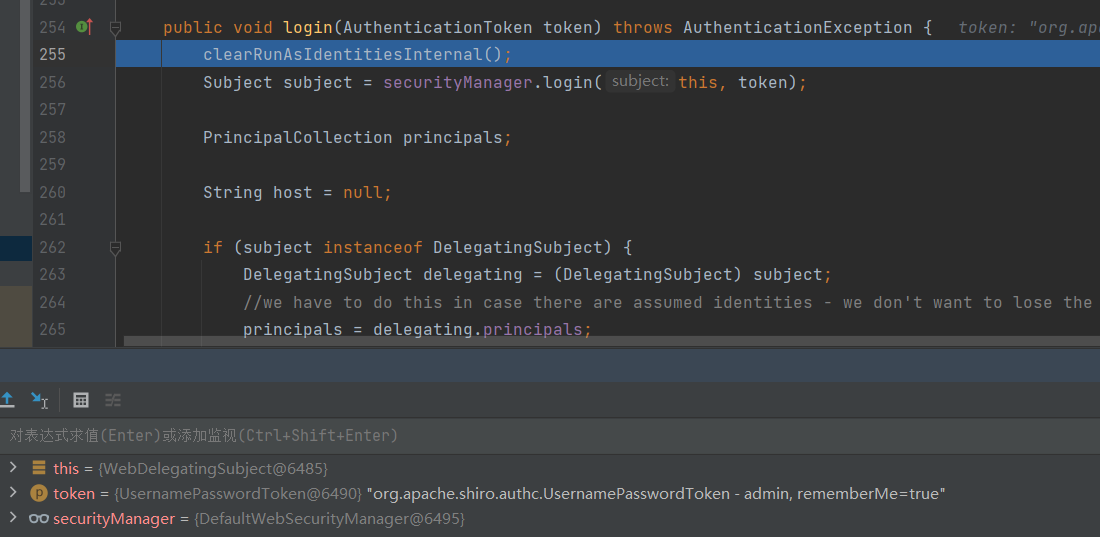 254 public void login(AuthenticationToken token) throws AuthenticationException { token: "org.apa
255 clearRunAsIdentitiesInternal();
256 Subject subject = securityManager.login( subject: this, token);
257
258 PrincipalCollection principals;
259
260 String host = null;
261
262 if (subject instanceof DelegatingSubject) {
263 DelegatingSubject delegating = (DelegatingSubject) subject;
264 //we have to do this in case there are assumed identities - we don't want to lose the
265 principals = delegating.principals;
对表达式求值(Enter)或添加监视(Ctrl+Shift+Enter)
this = {WebDelegatingSubject@6485}
p token = {UsernamePasswordToken@6490} "org.apache.shiro.authc.UsernamePasswordToken - admin, rememberMe=true"
securityManager = {DefaultWebSecurityManager@6495}